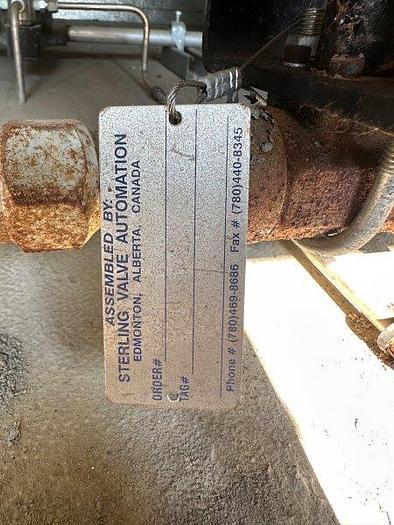 ASSEMBLED BY:
STERLING VALVE AUTOMATION
EDMONTON, ALBERTA, CANADA
ORDER#
TAG#
Phone # (780)469-8686 Fax # (780)440-8345